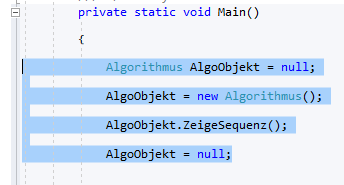 private static void Main()
{
Algorithmus AlgoObjekt = null;
AlgoObjekt = new Algorithmus();
AlgoObjekt.ZeigeSequenz();
AlgoObjekt = null;